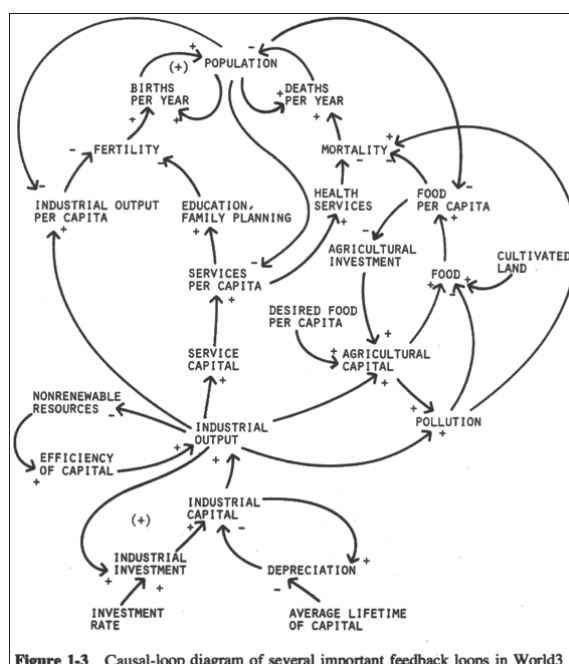 POPULATION
(+)
BIRTHS
PER YEAR
DEATHS
PER YEAR
FERTILITY
MORTALITY
INDUSTRIAL OUTPUT
PER CAPITA
EDUCATION,
FAMILY PLANNING
HEALTH
SERVICES
FOOD
PER CAPITA
AGRICULTURAL
INVESTMENT
CULTIVATED
LAND
SERVICES
PER CAPITA
FOOD
DESIRED FOOD
PER CAPITA
SERVICE
CAPITAL
AGRICULTURAL
CAPITAL
NONRENEWABLE
RESOURCES
INDUSTRIAL
OUTPUT
POLLUTION
EFFICIENCY
OF CAPITAL
INDUSTRIAL
CAPITAL
(+)
INDUSTRIAL
INVESTMENT
DEPRECIATION
INVESTMENT
RATE
AVERAGE LIFETIME
OF CAPITAL
Figure 1-3 Causal-loop diagram of several important feedback loops in World3